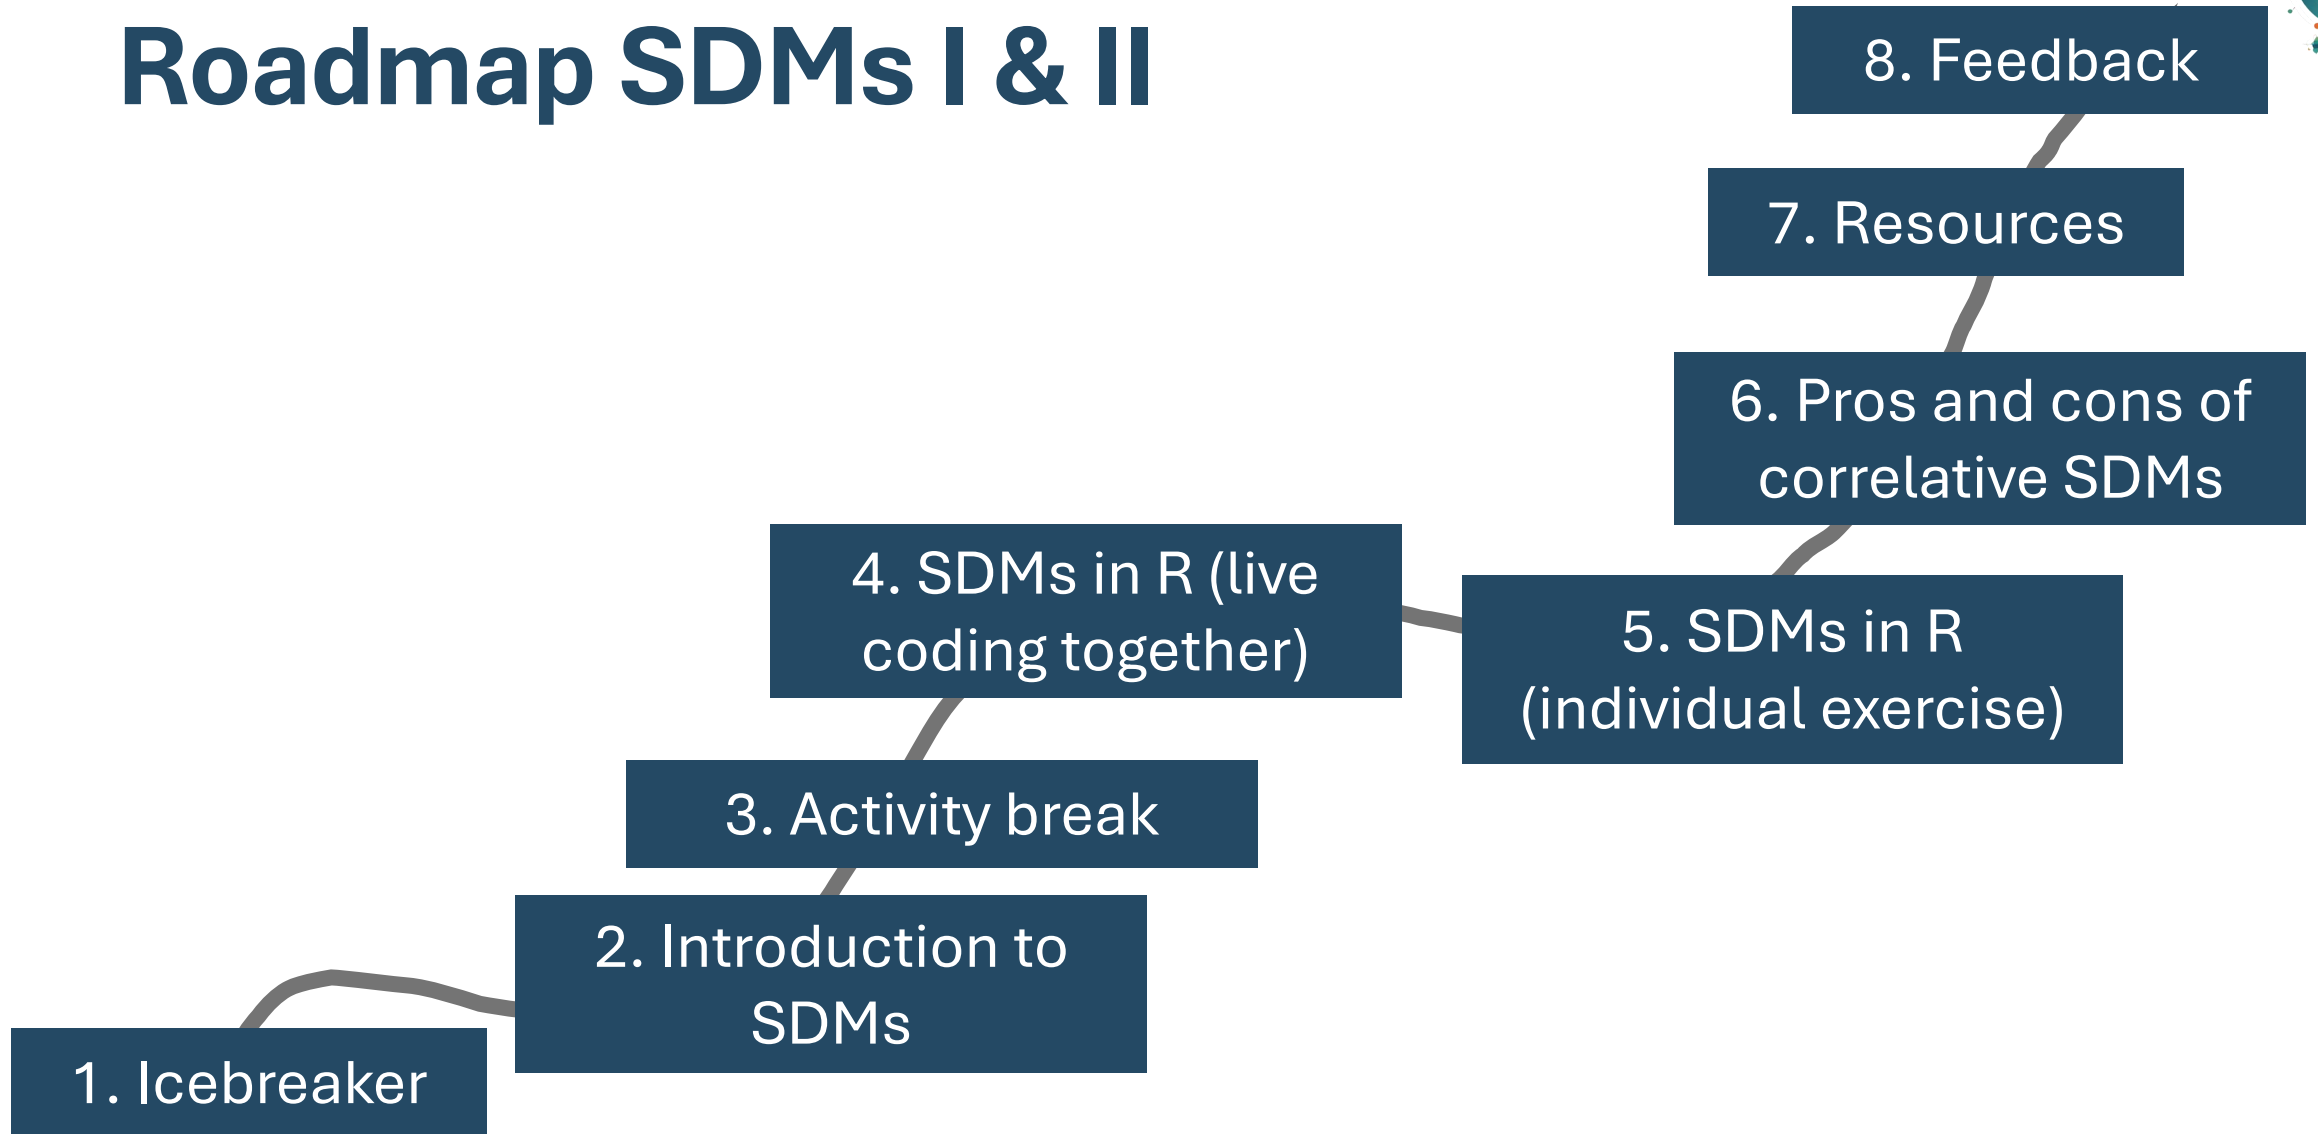 Roadmap SDMs I & II
1. Icebreaker
2. Introduction to
SDMs
3. Activity break
4. SDMs in R (live
coding together)
5. SDMs in R
(individual exercise)
6. Pros and cons of
correlative SDMs
7. Resources
8. Feedback